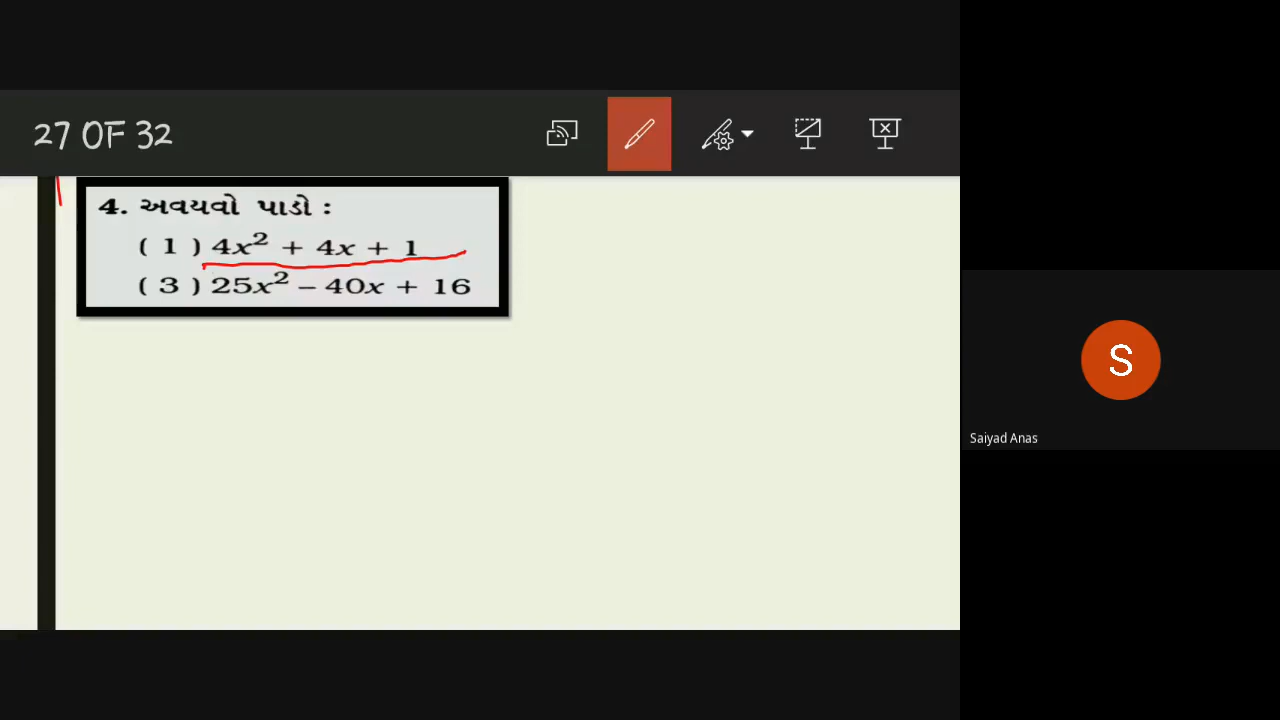 27 OF 32
4. અવયવો પાડો :
( 1 ) 4x² + 4x + 1
( 3 ) 25x² – 40x + 16
S
Saiyad Anas